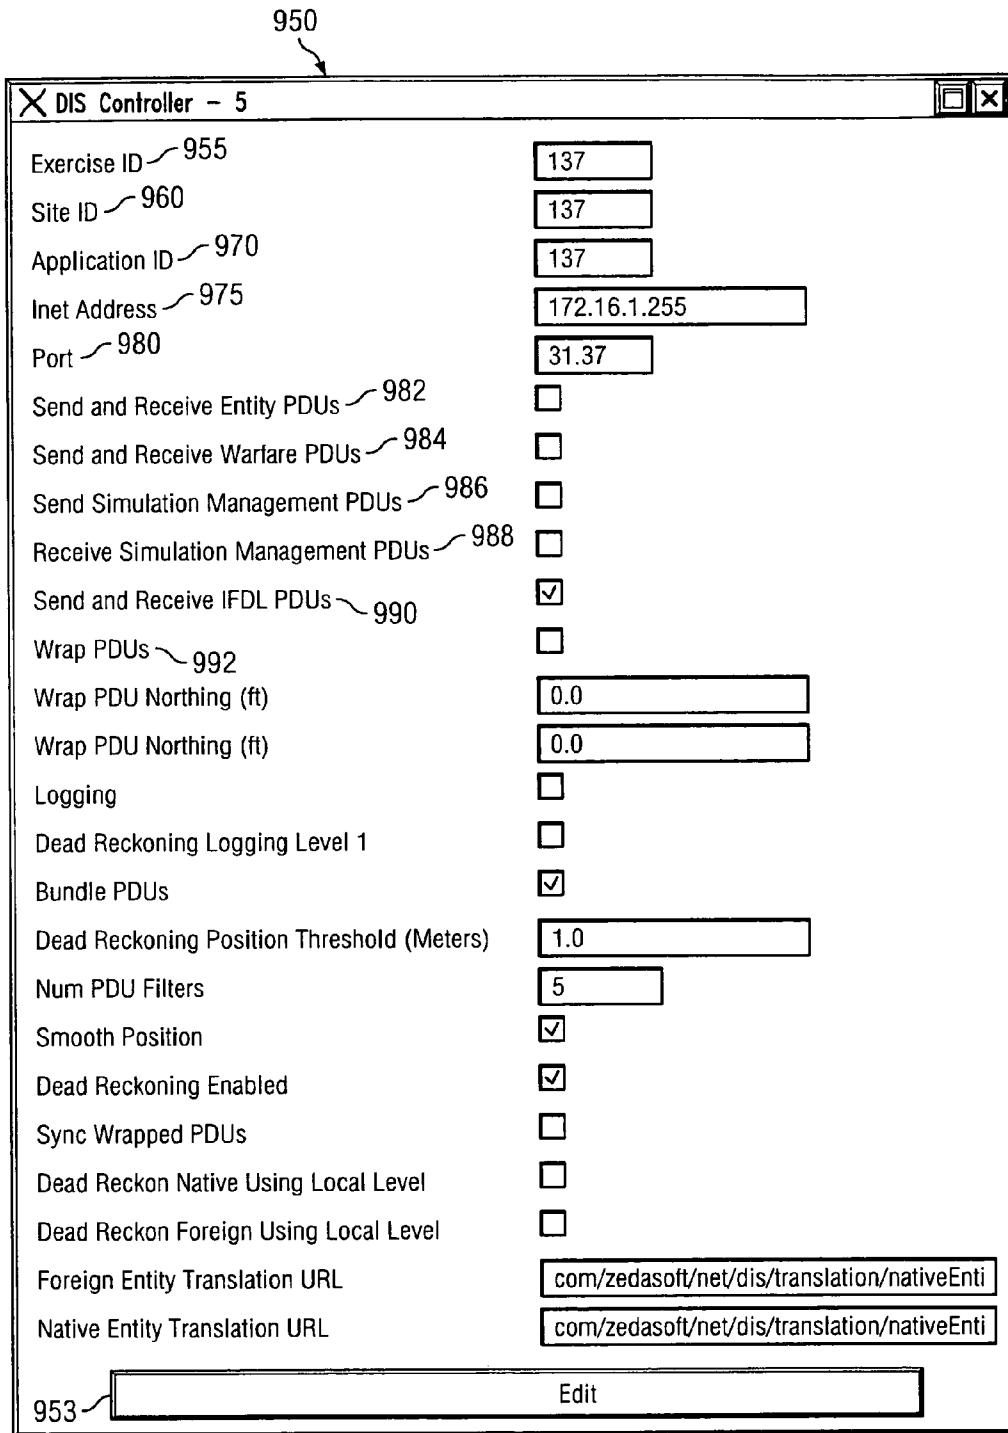 950
DIS Controller - 5
Exercise ID 955 137
Site ID 960 137
Application ID 970 137
Inet Address 975 172.16.1.255
Port 980 31.37
Send and Receive Entity PDUs 982
Send and Receive Warfare PDUs 984
Send Simulation Management PDUs 986
Receive Simulation Management PDUs 988
Send and Receive IFDL PDUs 990
Wrap PDUs 992
Wrap PDU Northing (ft) 0.0
Wrap PDU Northing (ft) 0.0
Logging
Dead Reckoning Logging Level 1
Bundle PDUs
Dead Reckoning Position Threshold (Meters) 1.0
Num PDU Filters 5
Smooth Position
Dead Reckoning Enabled
Sync Wrapped PDUs
Dead Reckon Native Using Local Level
Dead Reckon Foreign Using Local Level
Foreign Entity Translation URL com/zedasoft/net/dis/translation/nativeEnti
Native Entity Translation URL com/zedasoft/net/dis/translation/nativeEnti
953 Edit